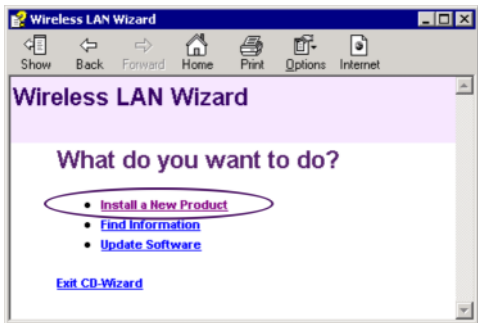 Wireless LAN Wizard
Show Back Forward Home Print Options Internet
Wireless LAN Wizard
What do you want to do?
• Install a New Product
• Find Information
• Update Software
Exit CD-Wizard